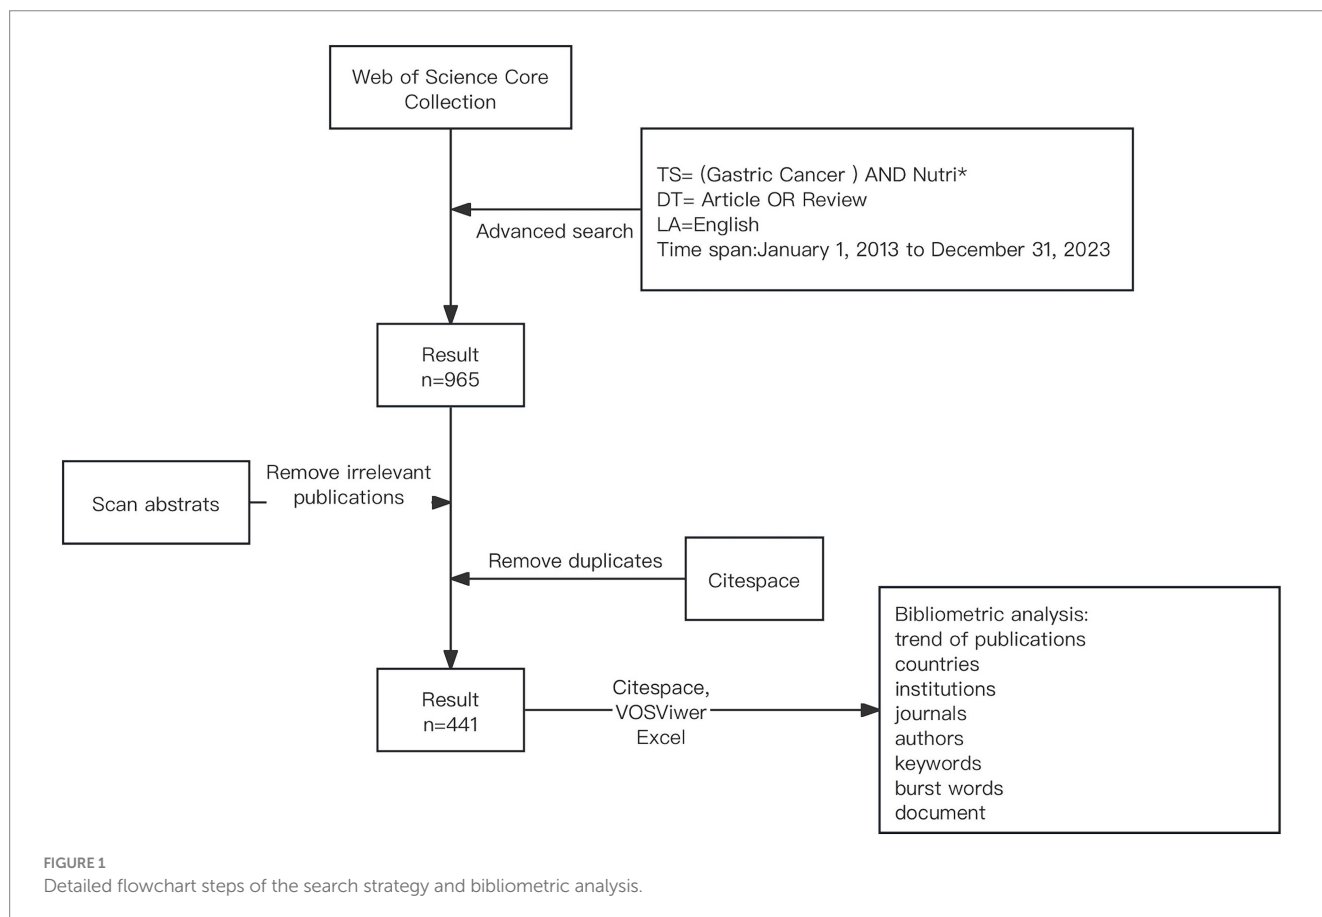 Web of Science Core
Collection
TS= (Gastric Cancer ) AND Nutri*
DT= Article OR Review
LA=English
Time span:January 1, 2013 to December 31, 2023
Advanced search
Result
n=965
Scan abstrats
Remove irrelevant
publications
Remove duplicates
Citespace
Result
n=441
Citespace,
VOSViwer
Excel
Bibliometric analysis:
trend of publications
countries
institutions
journals
authors
keywords
burst words
document
FIGURE 1
Detailed flowchart steps of the search strategy and bibliometric analysis.